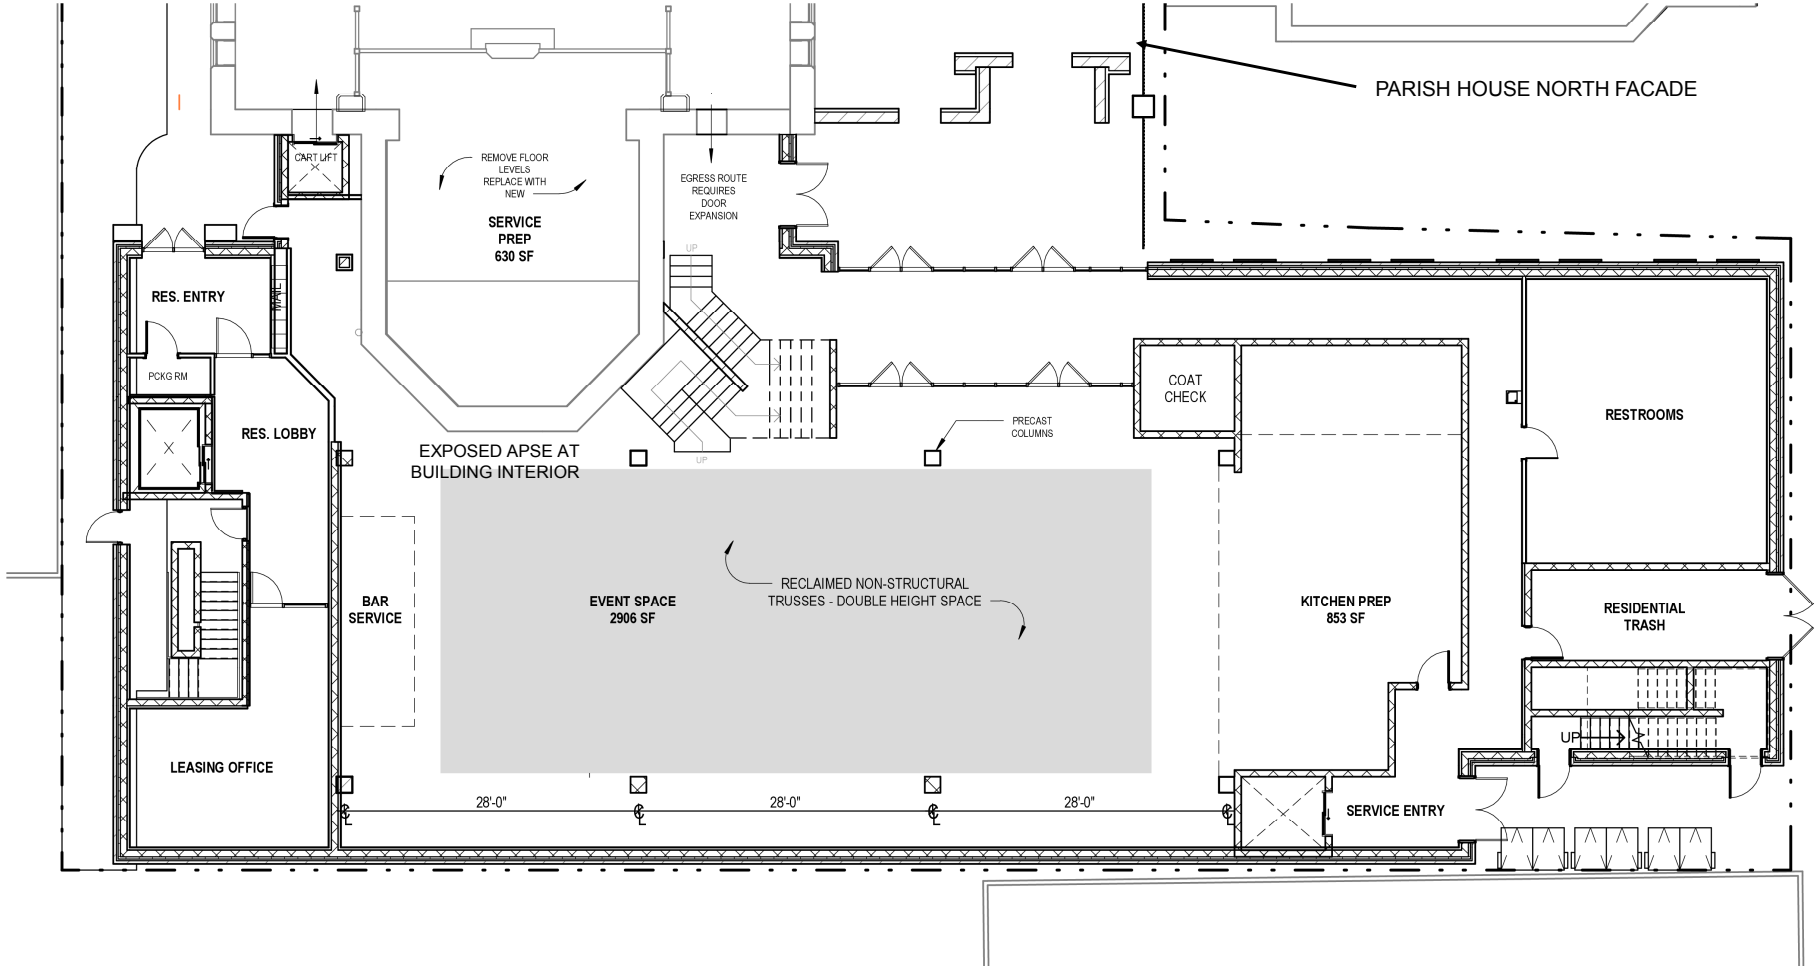 PARISH HOUSE NORTH FACADE
CART LIFT
REMOVE FLOOR
LEVELS
REPLACE WITH
NEW
SERVICE
PREP
630 SF
EGRESS ROUTE
REQUIRES
DOOR
EXPANSION
UP
RES. ENTRY
MAIL
PCKG RM
RES. LOBBY
EXPOSED APSE AT
BUILDING INTERIOR
UP
PRECAST
COLUMNS
COAT
CHECK
RESTROOMS
BAR
SERVICE
EVENT SPACE
2906 SF
RECLAIMED NON-STRUCTURAL
TRUSSES - DOUBLE HEIGHT SPACE
KITCHEN PREP
853 SF
RESIDENTIAL
TRASH
UP
LEASING OFFICE
28'-0"
28'-0"
28'-0"
SERVICE ENTRY